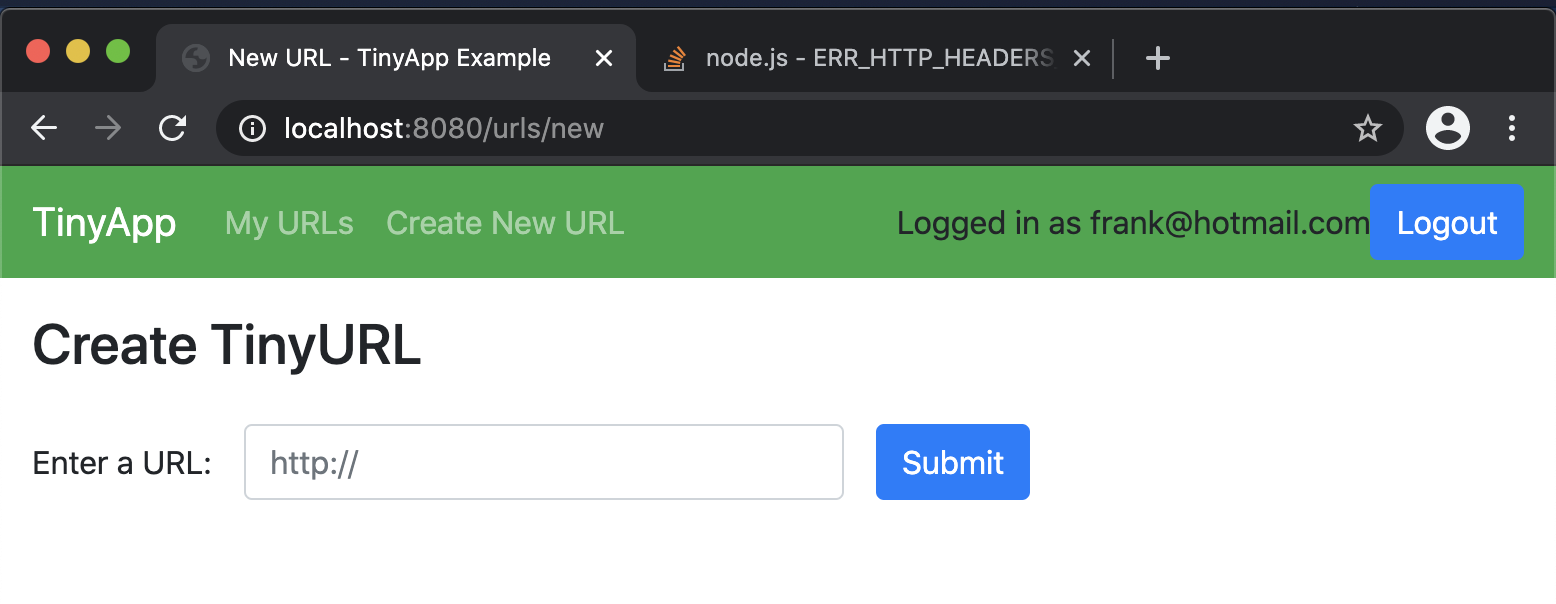 New URL - TinyApp Example
node.js - ERR_HTTP_HEADERS
localhost:8080/urls/new
TinyApp My URLs Create New URL Logged in as frank@hotmail.com Logout
Create TinyURL
Enter a URL: http:// Submit